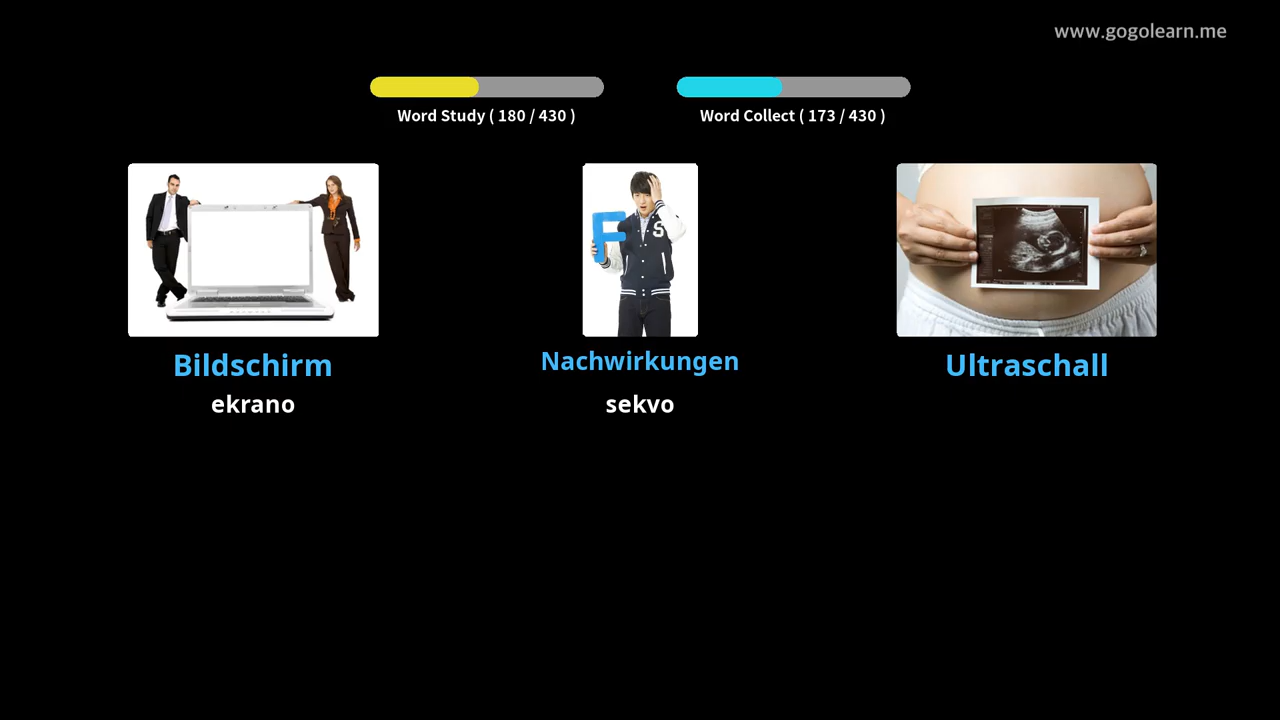 www.gogolearn.me
Word Study ( 180 / 430 )
Word Collect ( 173 / 430 )
F
S
Bildschirm
Nachwirkungen
Ultraschall
ekrano
sekvo